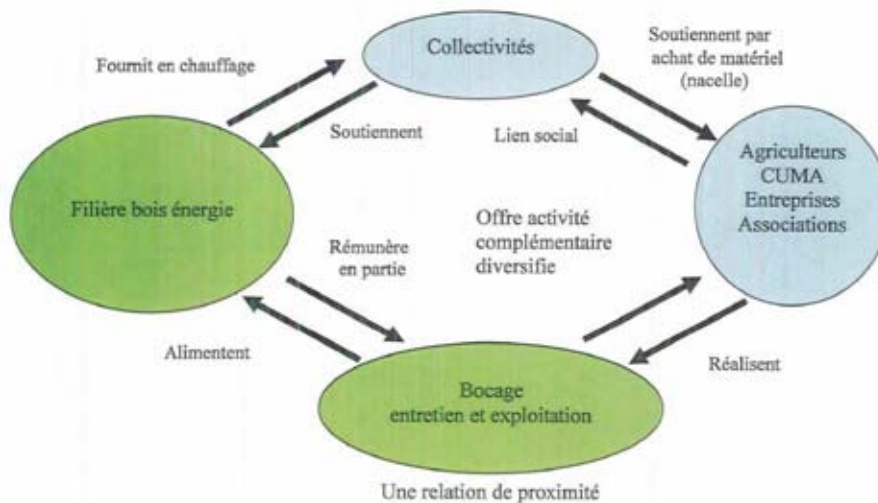 Collectivités
Soutiennent par
achat de matériel
(nacelle)
Fournit en chauffage
Soutiennent
Lien social
Agriculteurs
CUMA
Entreprises
Associations
Filière bois énergie
Offre activité
complémentaire
diversifie
Rémunère
en partie
Alimentent
Réalisent
Bocage
entretien et exploitation
Une relation de proximité